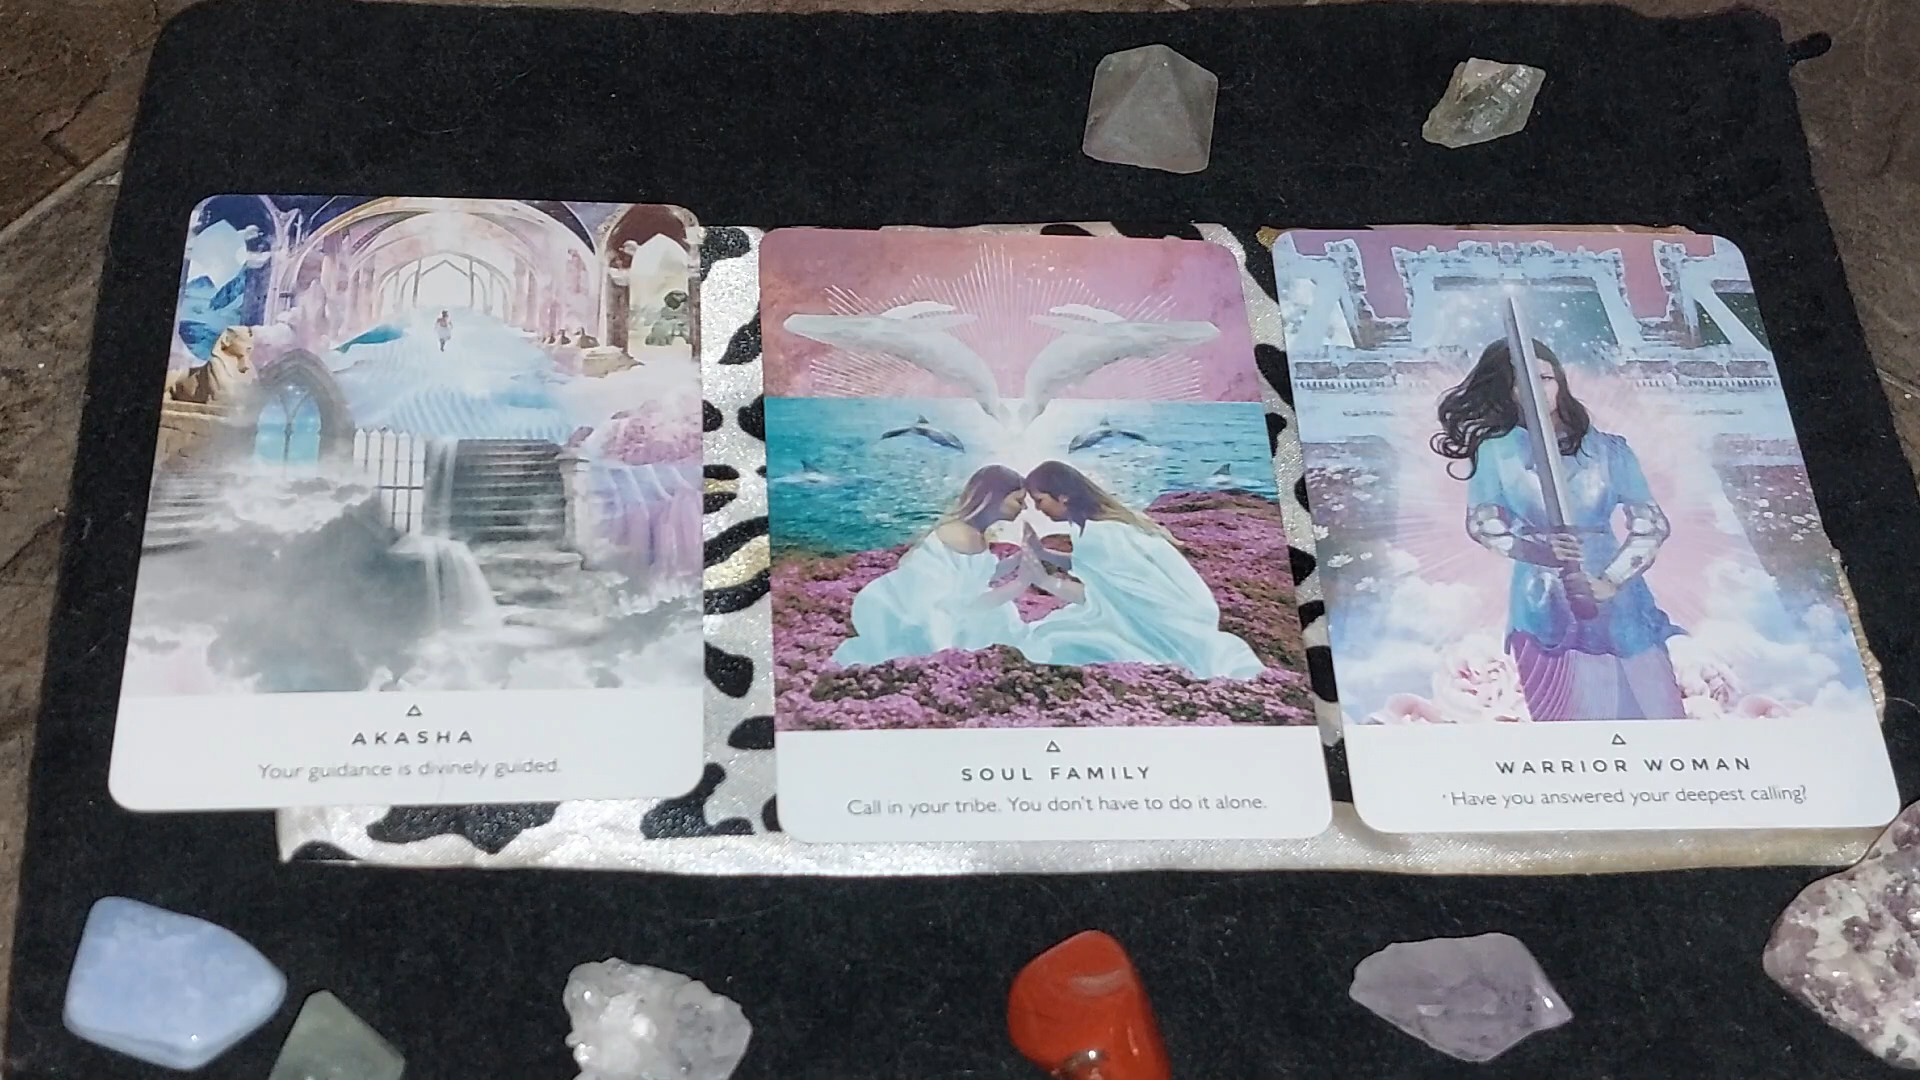 AKASHA
Your guidance is divinely guided.
SOUL FAMILY
Call in your tribe. You don't have to do it alone.
WARRIOR WOMAN
Have you answered your deepest calling?